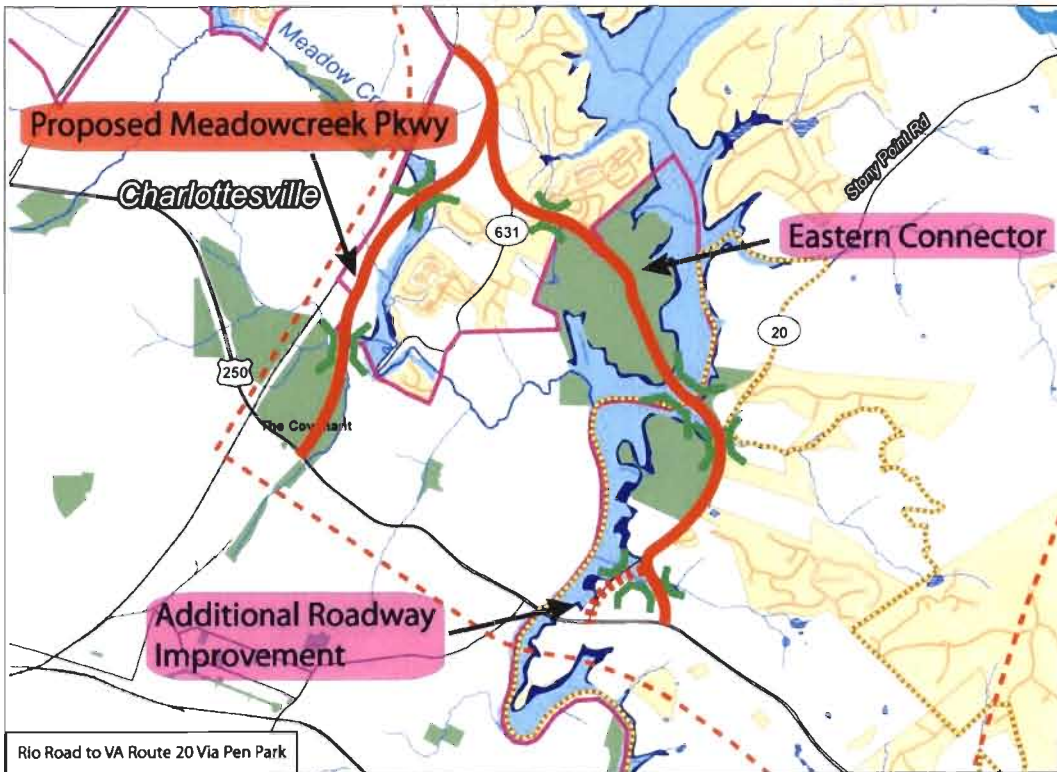 Meadow Cr
Proposed Meadowcreek Pkwy
Charlottesville
Stony Point Rd
631
Eastern Connector
20
250
The Covenant
Additional Roadway
Improvement
Rio Road to VA Route 20 Via Pen Park